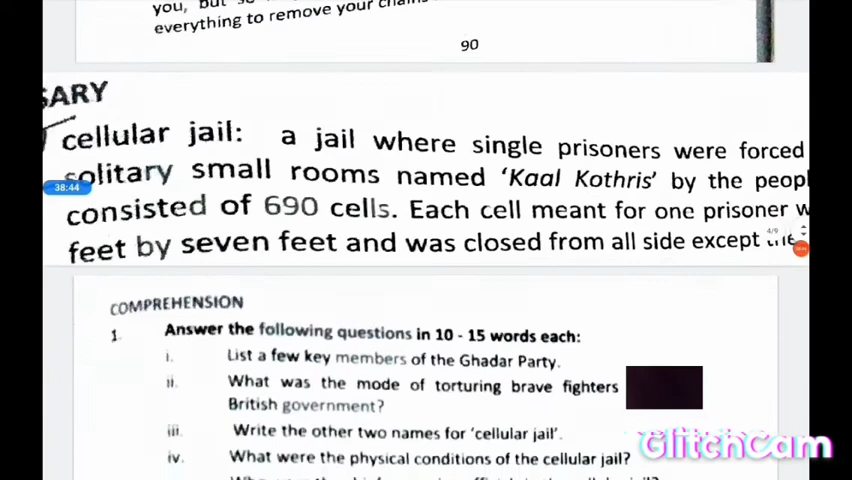 you, but
everything to remove your chains
90
SARY
cellular jail: a jail where single prisoners were forced
solitary small rooms named 'Kaal Kothris' by the peopl
38:44
consisted of 690 cells. Each cell meant for one prisoner w
feet by seven feet and was closed from all side except the
4/9
COMPREHENSION
1. Answer the following questions in 10 - 15 words each:
i. List a few key members of the Ghadar Party.
ii. What was the mode of torturing brave fighters
British government?
iii. Write the other two names for 'cellular jail'.
iv. What were the physical conditions of the cellular jail?
GlitchCam